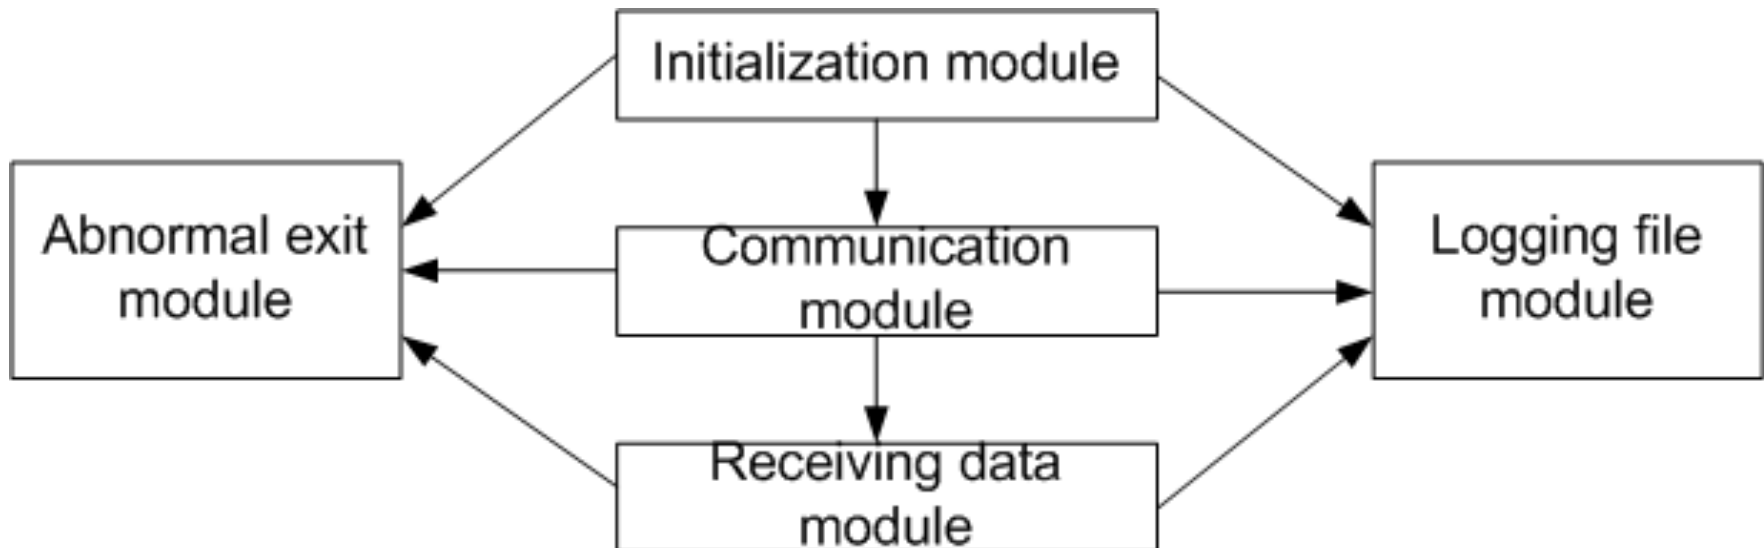 Initialization module
Abnormal exit
module
Communication
module
Logging file
module
Receiving data
module